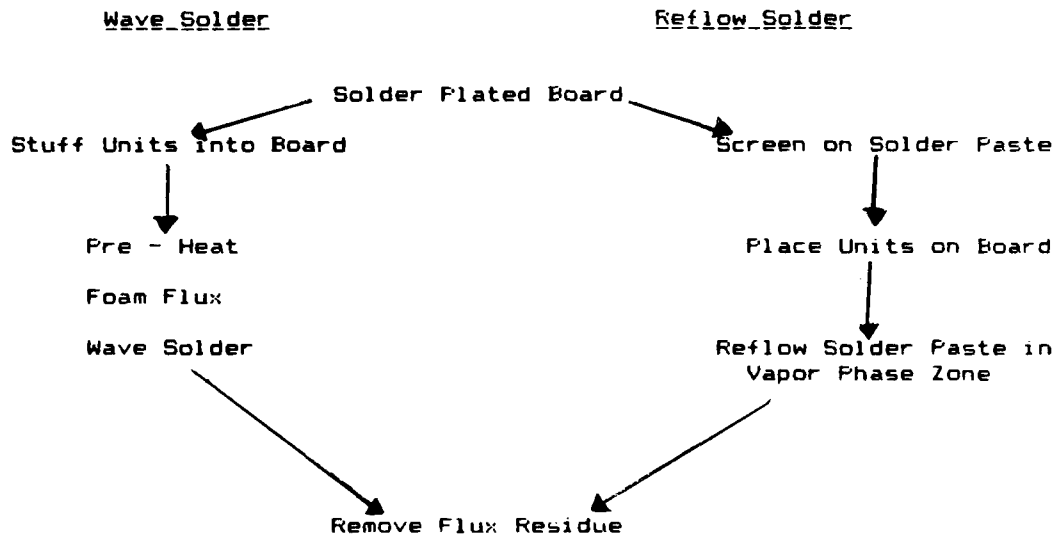 Wave Solder
Reflow Solder
Solder Plated Board
Stuff Units into Board
Screen on Solder Paste
Pre - Heat
Place Units on Board
Foam Flux
Wave Solder
Reflow Solder Paste in
Vapor Phase Zone
Remove Flux Residue